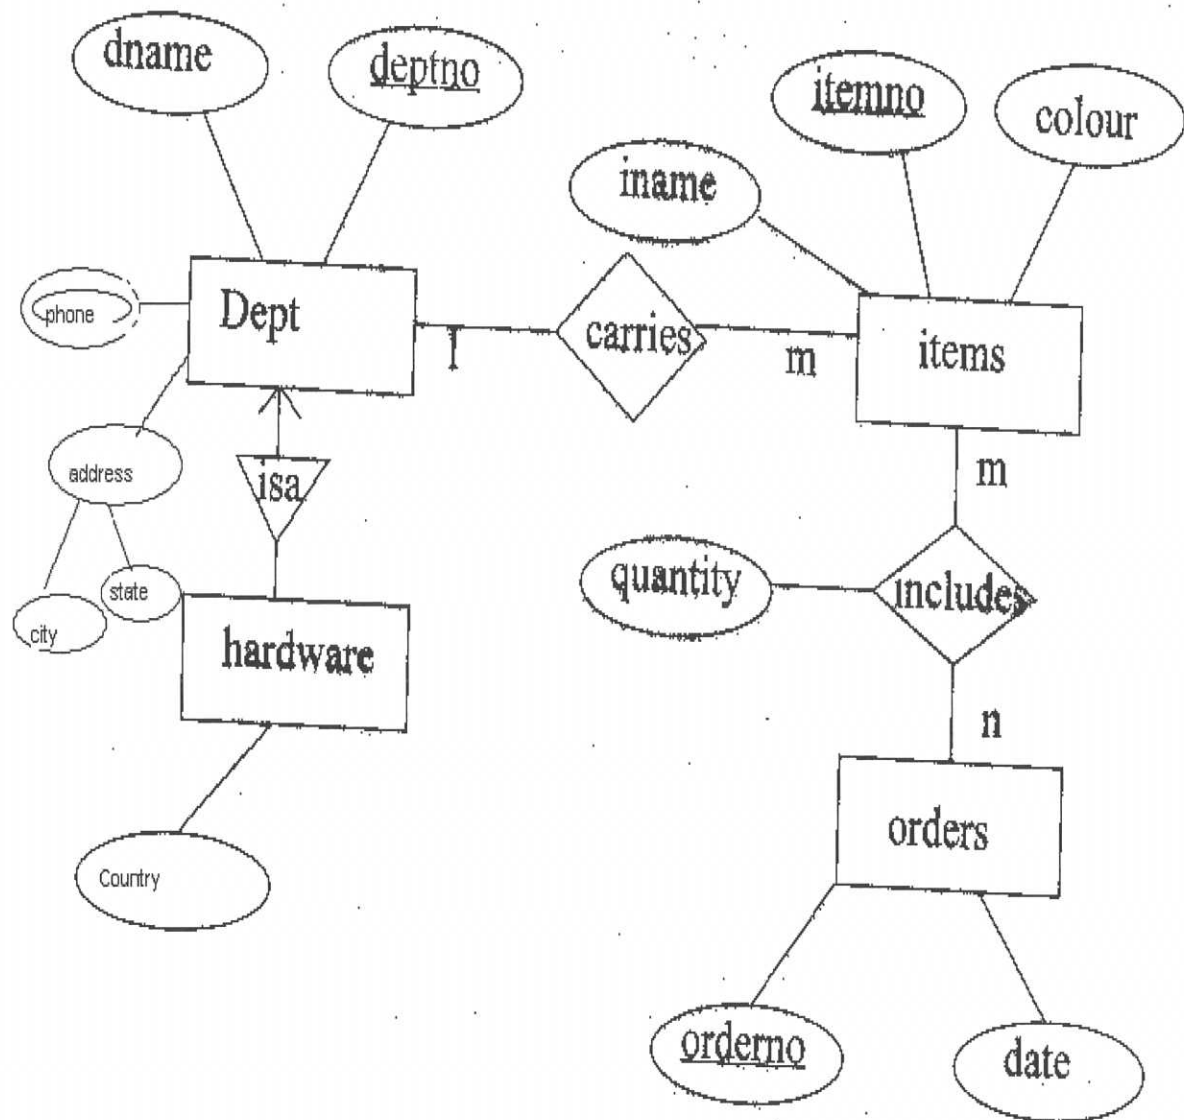 dname
deptno
itemno
colour
iname
phone
Dept
carries
items
1
m
address
isa
m
state
city
quantity
includes
hardware
n
Country
orders
orderno
date